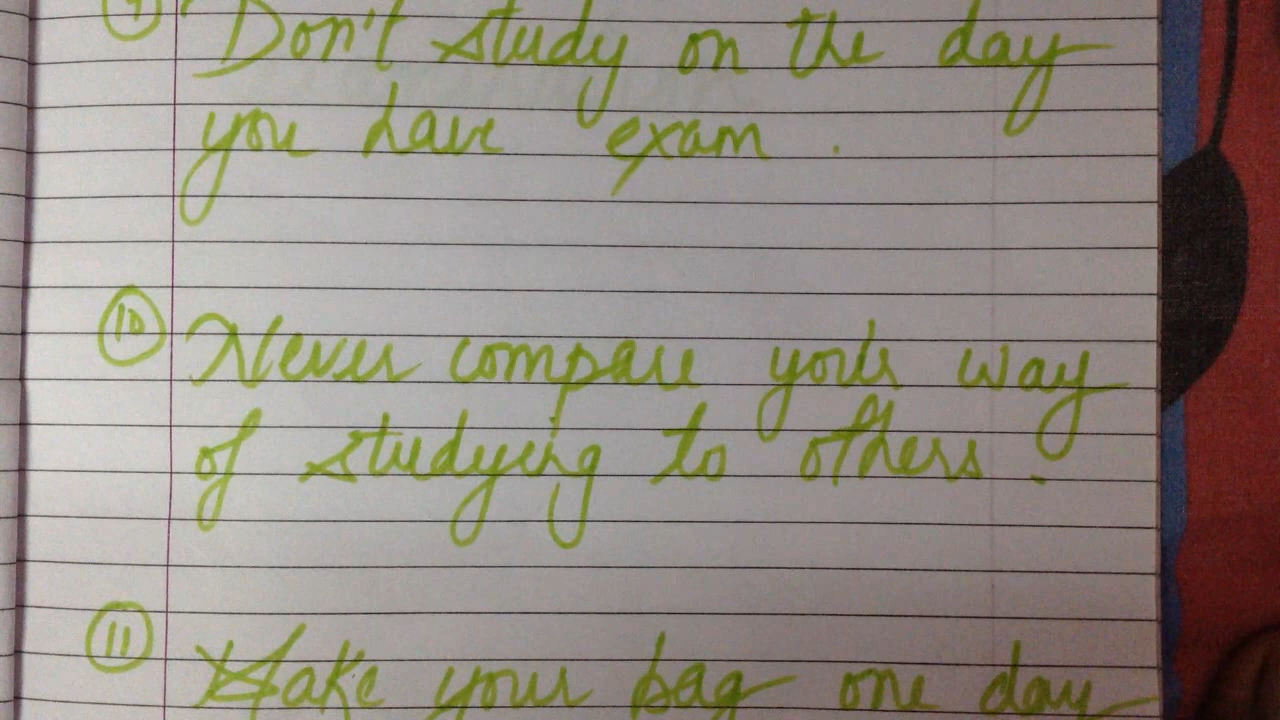 ⑨ Don't study on the day
you have exam.
⑩ Never compare your way
of studying to others.
⑪ Make your bag one day